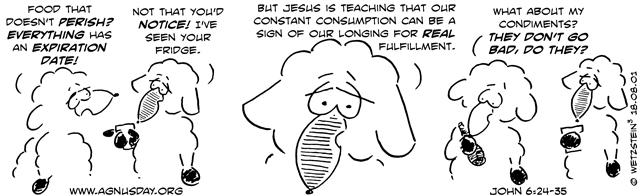 FOOD THAT
DOESN'T PERISH?
EVERYTHING HAS
AN EXPIRATION
DATE!
NOT THAT YOU'D
NOTICE! I'VE
SEEN YOUR
FRIDGE.
BUT JESUS IS TEACHING THAT OUR
CONSTANT CONSUMPTION CAN BE A
SIGN OF OUR LONGING FOR REAL
FULFILLMENT.
WHAT ABOUT MY
CONDIMENTS?
THEY DON'T GO
BAD, DO THEY?
WWW.AGNUSDAY.ORG
JOHN 6:24-35
© WETZSTEIN³ 18-08-01